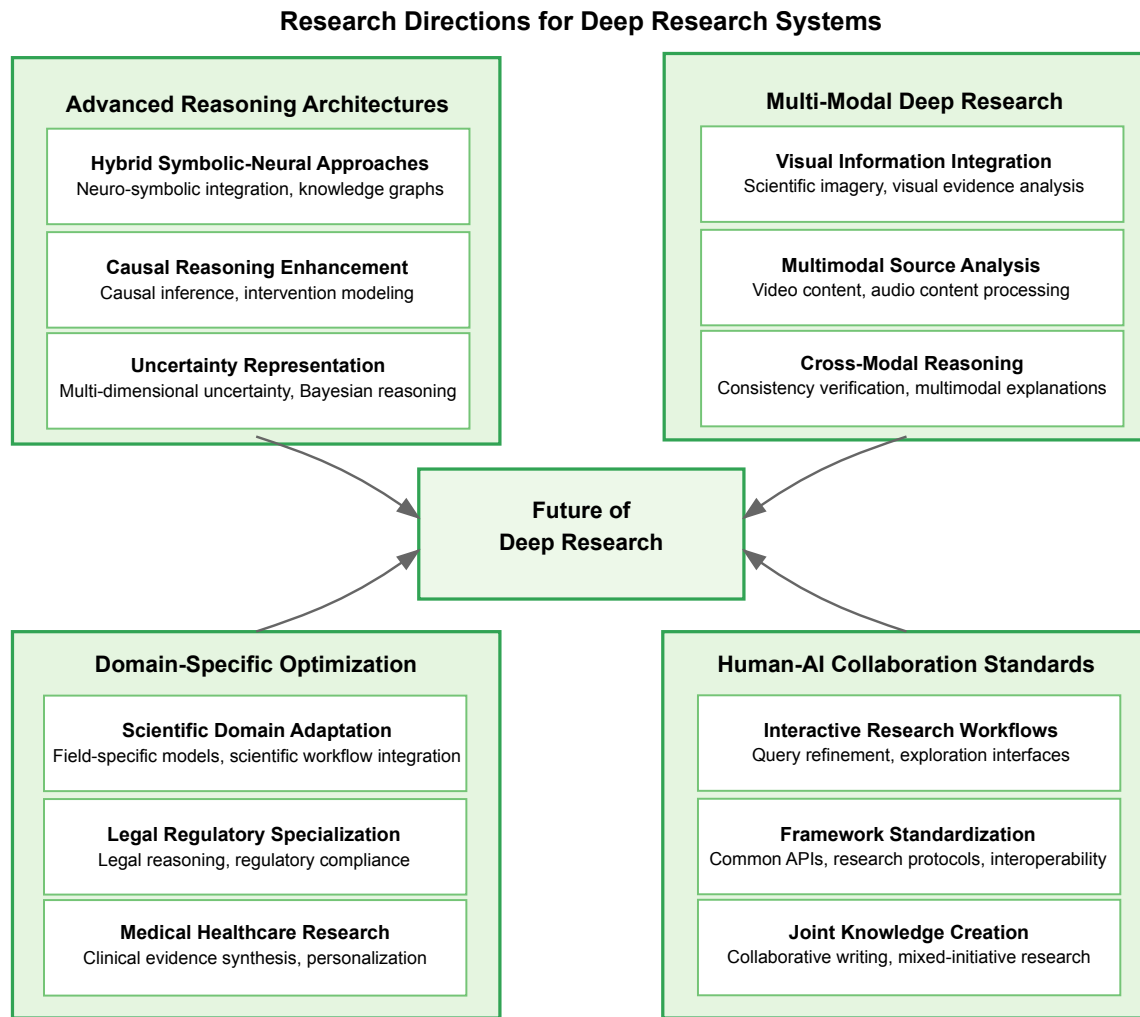 Research Directions for Deep Research Systems
Advanced Reasoning Architectures
Hybrid Symbolic-Neural Approaches
Neuro-symbolic integration, knowledge graphs
Causal Reasoning Enhancement
Causal inference, intervention modeling
Uncertainty Representation
Multi-dimensional uncertainty, Bayesian reasoning
Multi-Modal Deep Research
Visual Information Integration
Scientific imagery, visual evidence analysis
Multimodal Source Analysis
Video content, audio content processing
Cross-Modal Reasoning
Consistency verification, multimodal explanations
Future of
Deep Research
Domain-Specific Optimization
Scientific Domain Adaptation
Field-specific models, scientific workflow integration
Legal Regulatory Specialization
Legal reasoning, regulatory compliance
Medical Healthcare Research
Clinical evidence synthesis, personalization
Human-AI Collaboration Standards
Interactive Research Workflows
Query refinement, exploration interfaces
Framework Standardization
Common APIs, research protocols, interoperability
Joint Knowledge Creation
Collaborative writing, mixed-initiative research